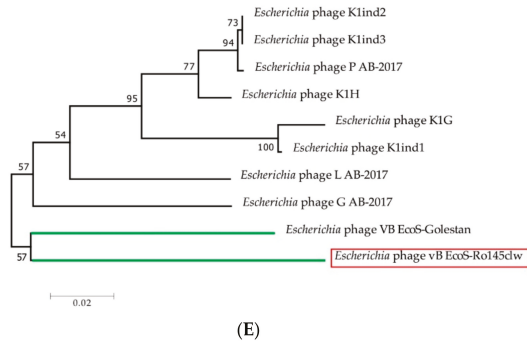 Escherichia phage K1ind2
73
Escherichia phage K1ind3
94
Escherichia phage P AB-2017
77
Escherichia phage K1H
95
Escherichia phage K1G
100
Escherichia phage K1ind1
54
Escherichia phage L AB-2017
57
Escherichia phage G AB-2017
Escherichia phage VB EcoS-Golestan
57
Escherichia phage vB EcoS-Ro145clw
0.02
(E)